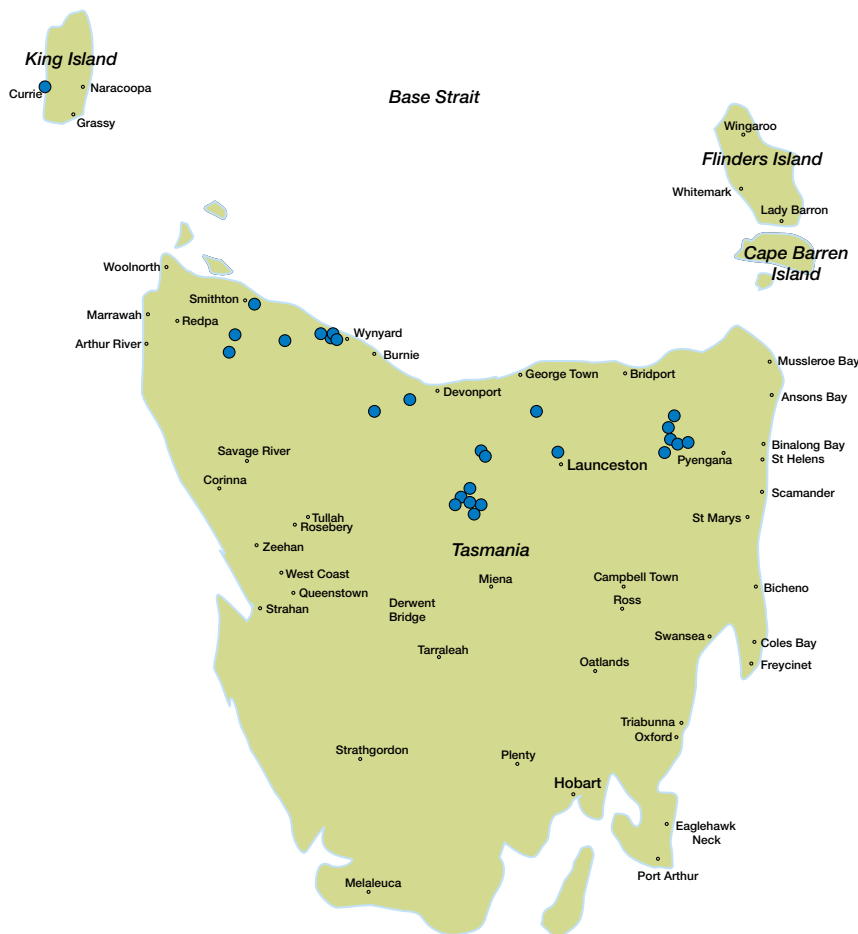 King Island
Currie
Naracoopa
Grassy
Base Strait
Wingaroo
Flinders Island
Whitemark
Lady Barron
Cape Barren
Island
Woolnorth
Smithton
Marrawah
Redpa
Arthur River
Wynyard
Burnie
Devonport
George Town
Bridport
Mussleroe Bay
Ansons Bay
Savage River
Corinna
Launceston
Pyengana
Binalong Bay
St Helens
Scamander
St Marys
Tullah
Rosebery
Zeehan
Tasmania
West Coast
Queenstown
Strahan
Miena
Derwent
Bridge
Campbell Town
Ross
Bicheno
Swansea
Coles Bay
Freycinet
Tarraleah
Oatlands
Triabunna
Oxford
Strathgordon
Plenty
Hobart
Eaglehawk
Neck
Port Arthur
Melaleuca